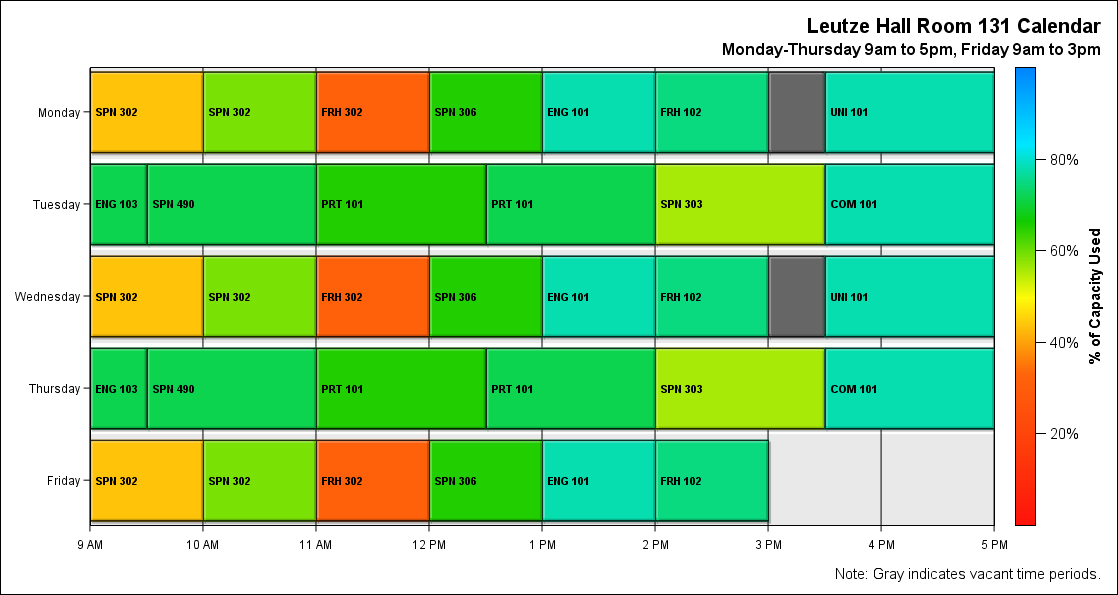 Leutze Hall Room 131 Calendar
Monday-Thursday 9am to 5pm, Friday 9am to 3pm
Monday
SPN 302
SPN 302
FRH 302
SPN 306
ENG 101
FRH 102
UNI 101
Tuesday
ENG 103
SPN 490
PRT 101
PRT 101
SPN 303
COM 101
Wednesday
SPN 302
SPN 302
FRH 302
SPN 306
ENG 101
FRH 102
UNI 101
Thursday
ENG 103
SPN 490
PRT 101
PRT 101
SPN 303
COM 101
Friday
SPN 302
SPN 302
FRH 302
SPN 306
ENG 101
FRH 102
9 AM
10 AM
11 AM
12 PM
1 PM
2 PM
3 PM
4 PM
5 PM
80%
60%
40%
20%
% of Capacity Used
Note: Gray indicates vacant time periods.